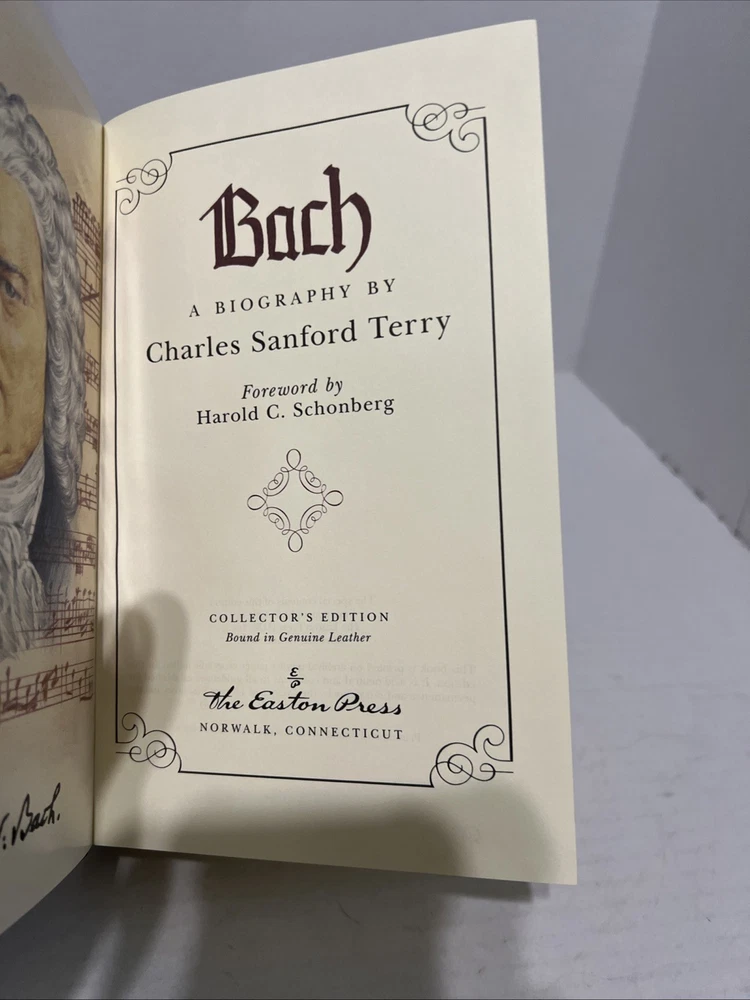 Bach
A BIOGRAPHY BY
Charles Sanford Terry
Foreword by
Harold C. Schonberg
COLLECTOR'S EDITION
Bound in Genuine Leather
The Easton Press
NORWALK, CONNECTICUT
Bach.